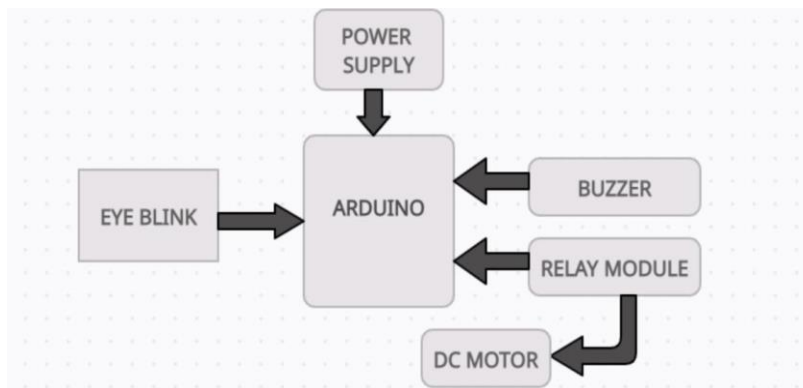 POWER
SUPPLY
ARDUINO
BUZZER
EYE BLINK
RELAY MODULE
DC MOTOR